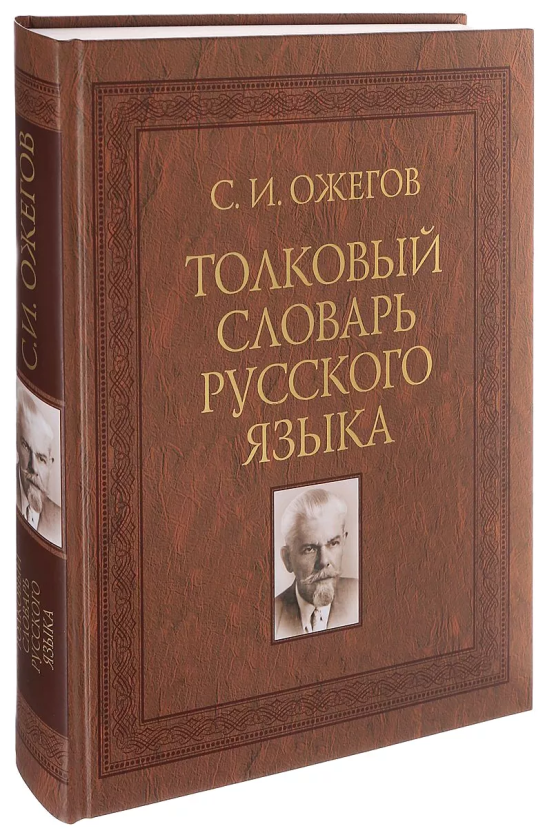 С. И. ОЖЕГОВ
ТОЛКОВЫЙ
СЛОВАРЬ
РУССКОГО
ЯЗЫКА
С.И. ОЖЕГОВ
ТОЛКОВЫЙ
СЛОВАРЬ
РУССКОГО
ЯЗЫКА